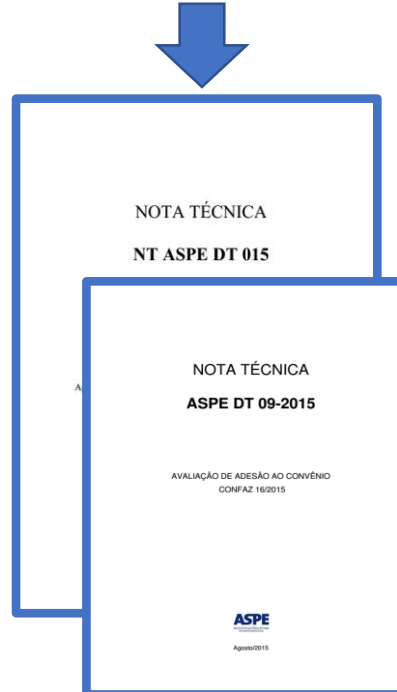 NOTA TÉCNICA
NT ASPE DT 015
A
NOTA TÉCNICA
ASPE DT 09-2015
AVALIAÇÃO DE ADESÃO AO CONVÊNIO
CONFAZ 16/2015
ASPE
Agosto/2015